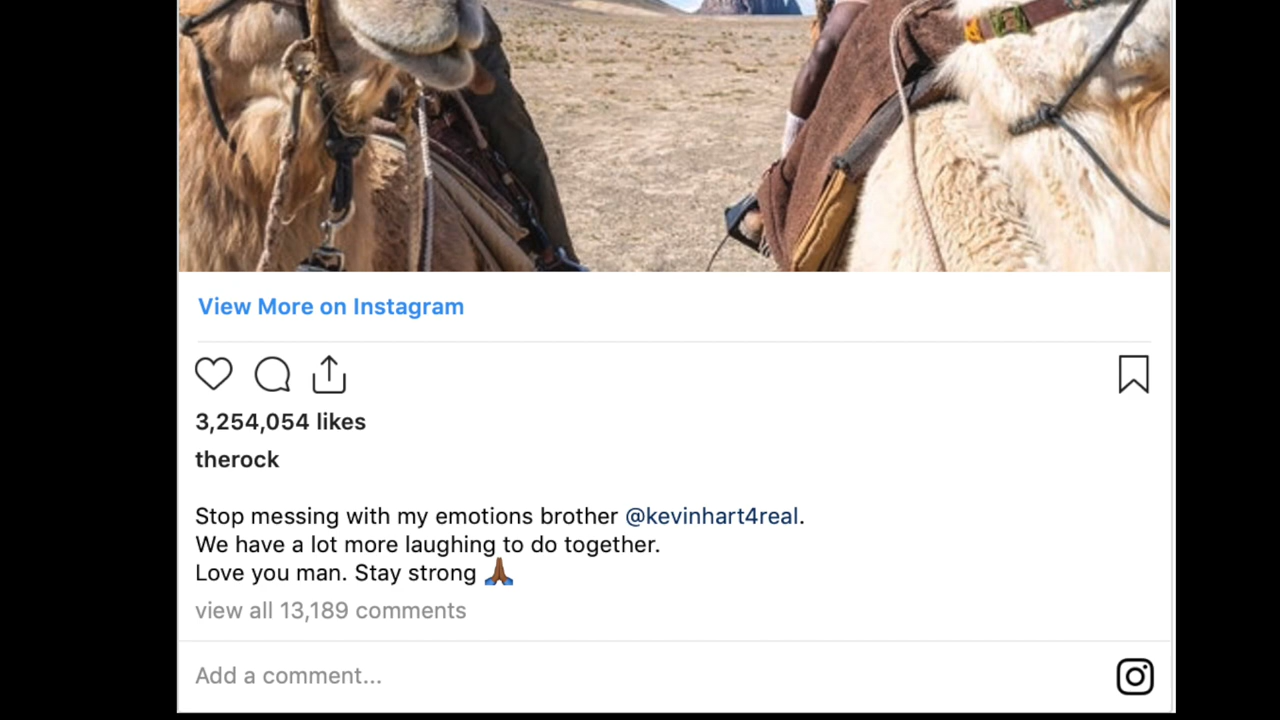 View More on Instagram
3,254,054 likes
therock
Stop messing with my emotions brother @kevinhart4real.
We have a lot more laughing to do together.
Love you man. Stay strong 🙏🏾
view all 13,189 comments
Add a comment...